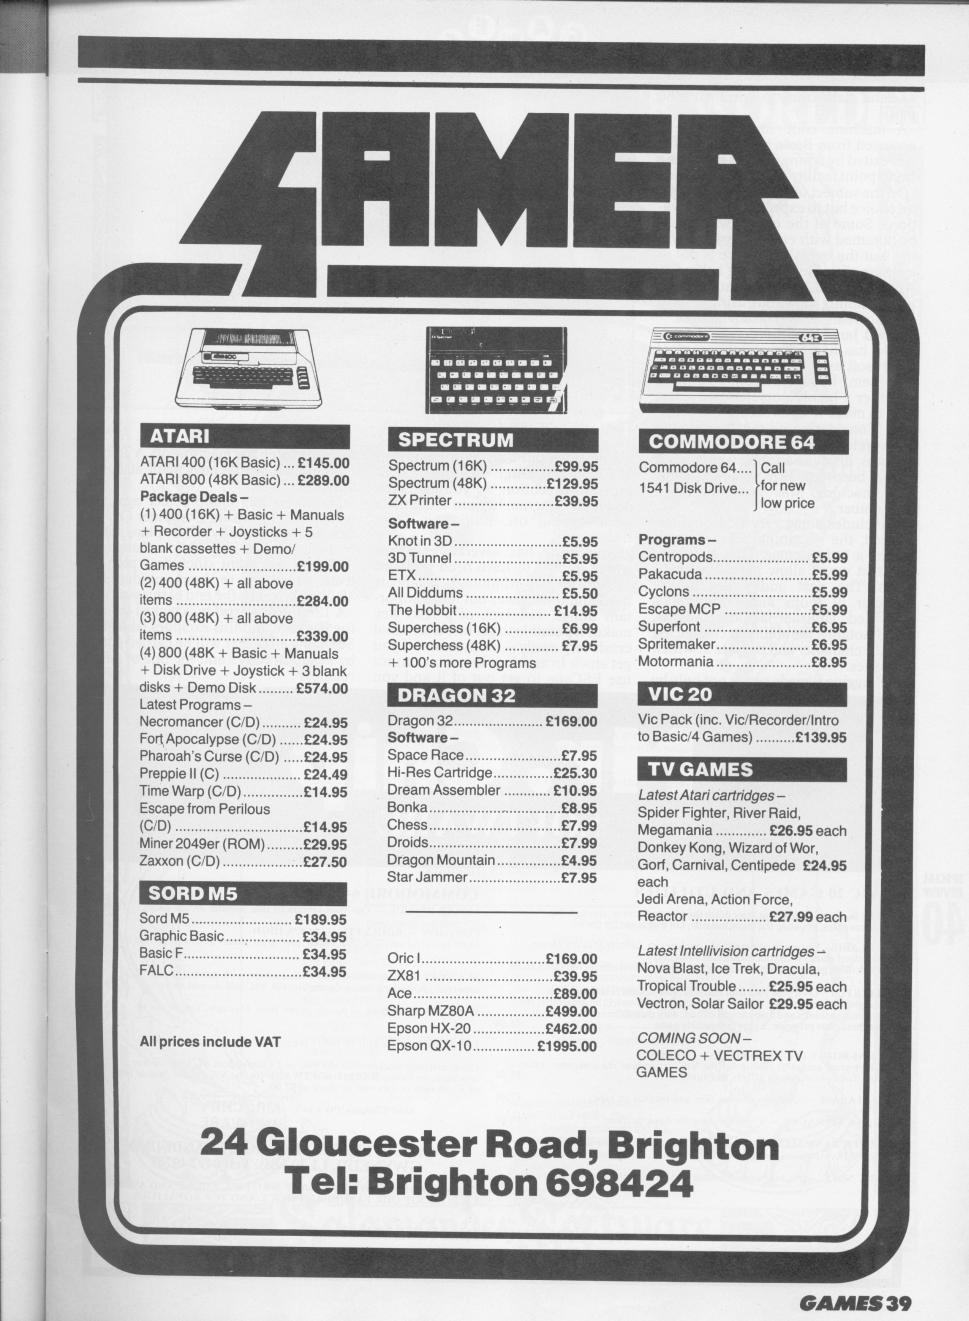 GAMER
ATARI
ATARI 400 (16K Basic) ... £145.00
ATARI 800 (48K Basic) ... £289.00
Package Deals –
(1) 400 (16K) + Basic + Manuals
+ Recorder + Joysticks + 5
blank cassettes + Demo/
Games ........................... £199.00
(2) 400 (48K) + all above
items .............................. £284.00
(3) 800 (48K) + all above
items .............................. £339.00
(4) 800 (48K + Basic + Manuals
+ Disk Drive + Joystick + 3 blank
disks + Demo Disk ......... £574.00
Latest Programs –
Necromancer (C/D) .......... £24.95
Fort Apocalypse (C/D) ...... £24.95
Pharoah's Curse (C/D) ..... £24.95
Preppie II (C) ................... £24.49
Time Warp (C/D) ............... £14.95
Escape from Perilous
(C/D) ................................ £14.95
Miner 2049er (ROM) ......... £29.95
Zaxxon (C/D) .................... £27.50
SORD M5
Sord M5 .......................... £189.95
Graphic Basic ................... £34.95
Basic F ............................. £34.95
FALC ................................ £34.95
All prices include VAT
SPECTRUM
Spectrum (16K) ................ £99.95
Spectrum (48K) .............. £129.95
ZX Printer ......................... £39.95
Software –
Knot in 3D .......................... £5.95
3D Tunnel .......................... £5.95
ETX .................................... £5.95
All Diddums ....................... £5.50
The Hobbit ....................... £14.95
Superchess (16K) ............. £6.99
Superchess (48K) ............. £7.95
+ 100's more Programs
DRAGON 32
Dragon 32 ...................... £169.00
Software –
Space Race ........................ £7.95
Hi-Res Cartridge ............... £25.30
Dream Assembler ............ £10.95
Bonka ................................. £8.95
Chess ................................. £7.99
Droids ................................. £7.99
Dragon Mountain ................ £4.95
Star Jammer ....................... £7.95
Oric I ............................... £169.00
ZX81 ................................ £39.95
Ace ................................... £89.00
Sharp MZ80A ................. £499.00
Epson HX-20 .................. £462.00
Epson QX-10 ................ £1995.00
commodore 64
COMMODORE 64
Commodore 64.... Call
1541 Disk Drive... for new
low price
Programs –
Centropods ........................ £5.99
Pakacuda .......................... £5.99
Cyclons ............................. £5.99
Escape MCP ..................... £5.99
Superfont .......................... £6.95
Spritemaker ....................... £6.95
Motormania ....................... £8.95
VIC 20
Vic Pack (inc. Vic/Recorder/Intro
to Basic/4 Games) .......... £139.95
TV GAMES
Latest Atari cartridges –
Spider Fighter, River Raid,
Megamania ............. £26.95 each
Donkey Kong, Wizard of Wor,
Gorf, Carnival, Centipede £24.95
each
Jedi Arena, Action Force,
Reactor ................... £27.99 each
Latest Intellivision cartridges –
Nova Blast, Ice Trek, Dracula,
Tropical Trouble ....... £25.95 each
Vectron, Solar Sailor £29.95 each
COMING SOON –
COLECO + VECTREX TV
GAMES
24 Gloucester Road, Brighton
Tel: Brighton 698424
GAMES 39